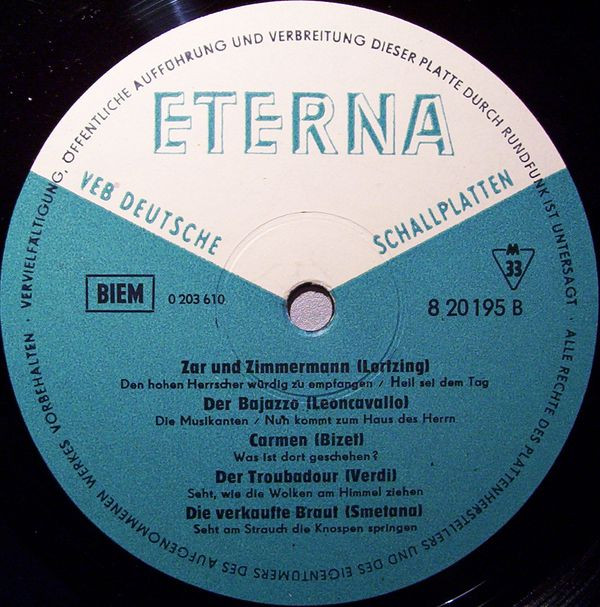 VERVIELFÄLTIGUNG, ÖFFENTLICHE AUFFÜHRUNG UND VERBREITUNG DIESER PLATTE DURCH RUNDFUNK IST UNTERSAGT · ALLE RECHTE DES PLATTENHERSTELLERS UND DES EIGENTÜMERS DES AUFGENOMMENEN WERKES VORBEHALTEN ·
ETERNA
VEB DEUTSCHE SCHALLPLATTEN
M
33
BIEM
0 203 610
8 20 195 B
Zar und Zimmermann (Lortzing)
Den hohen Herrscher würdig zu empfangen / Heil sei dem Tag
Der Bajazzo (Leoncavallo)
Die Musikanten / Nun kommt zum Haus des Herrn
Carmen (Bizet)
Was ist dort geschehen?
Der Troubadour (Verdi)
Seht, wie die Wolken am Himmel ziehen
Die verkaufte Braut (Smetana)
Seht am Strauch die Knospen springen